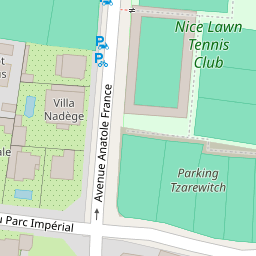 Nice Lawn
Tennis
Club
Villa
Nadège
Avenue Anatole France
Parking
Tzarewitch
Parc Impérial